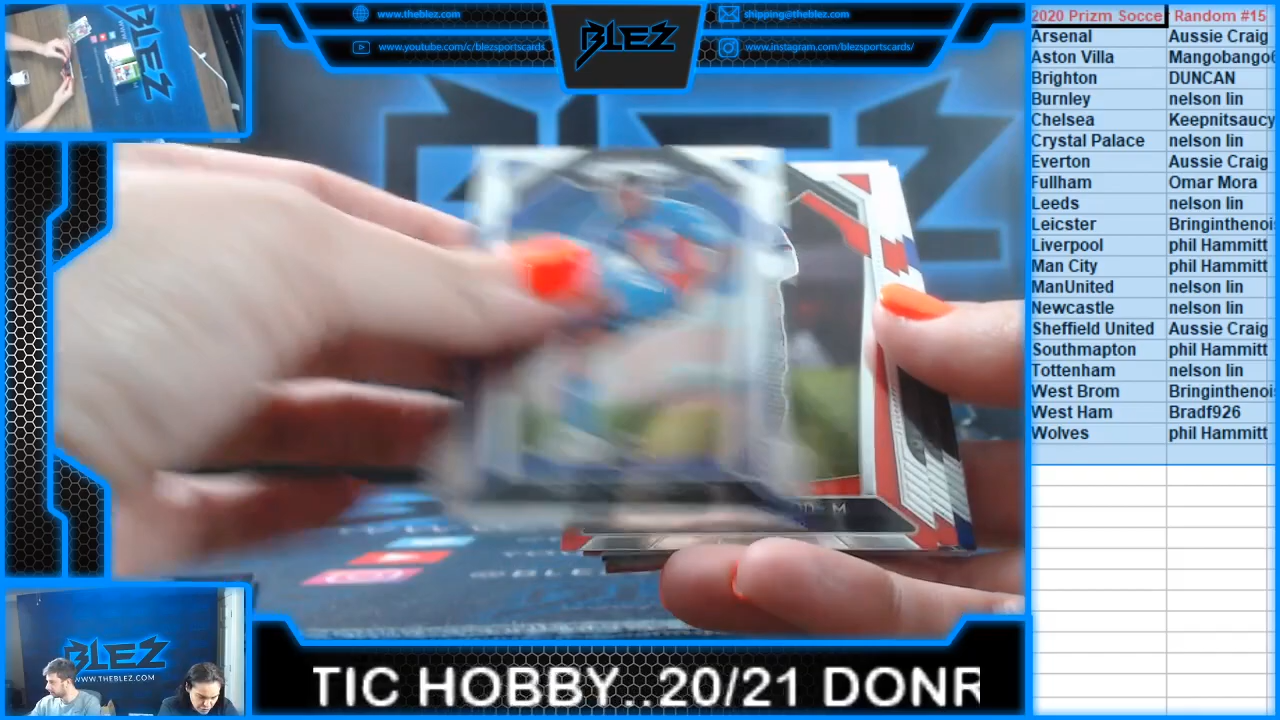 www.theblez.com
shipping@theblez.com
www.youtube.com/c/blezsportscards
BLEZ
www.instagram.com/blezsportscards/
2020 Prizm Socce Random #15
Arsenal Aussie Craig
Aston Villa Mangobango
Brighton DUNCAN
Burnley nelson lin
Chelsea Keepnitsaucy
Crystal Palace nelson lin
Everton Aussie Craig
Fullham Omar Mora
Leeds nelson lin
Leicster Bringinthenoi
Liverpool phil Hammitt
Man City phil Hammitt
ManUnited nelson lin
Newcastle nelson lin
Sheffield United Aussie Craig
Southmapton phil Hammitt
Tottenham nelson lin
West Brom Bringinthenoi
West Ham Bradf926
Wolves phil Hammitt
BLEZ
BLEZ
WWW.THEBLEZ.COM
TIC HOBBY..20/21 DONR